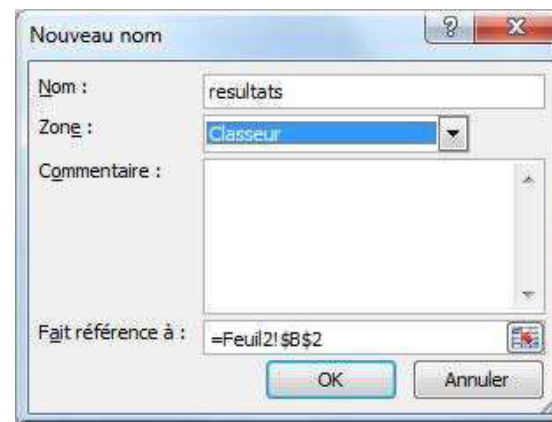 Nouveau nom
Nom : resultats
Zone : Classeur
Commentaire :
Fait référence à : =Feuil2!$B$2
OK Annuler